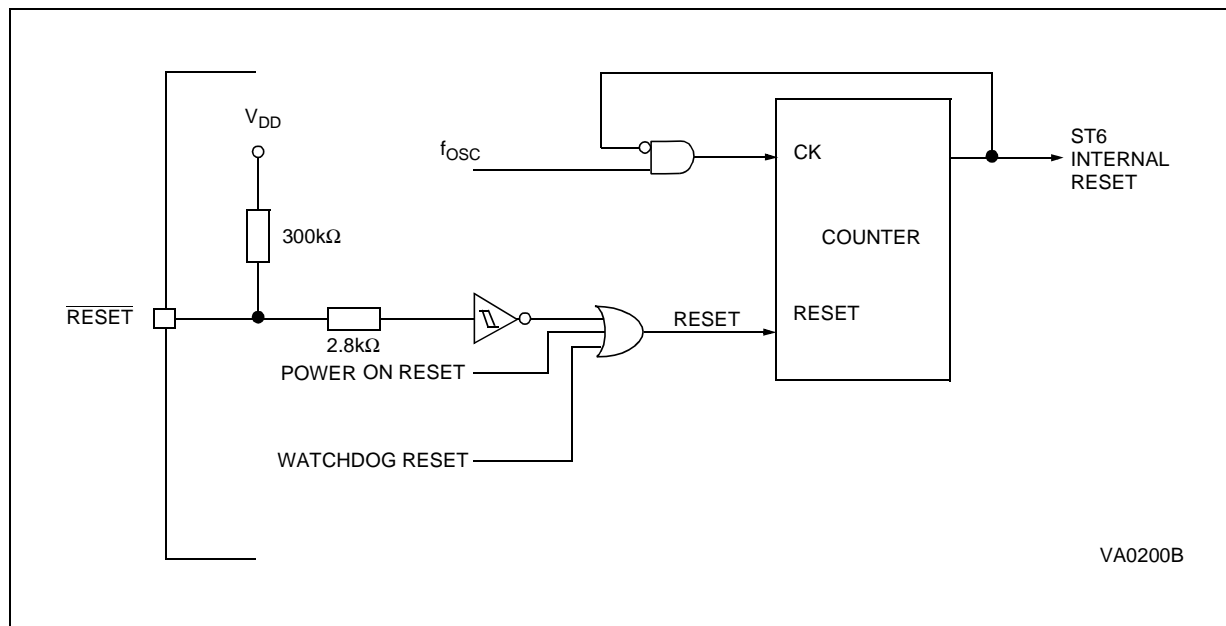 V_DD
300kΩ
RESET
2.8kΩ
POWER ON RESET
WATCHDOG RESET
f_OSC
RESET
CK
COUNTER
RESET
ST6
INTERNAL
RESET
VA0200B